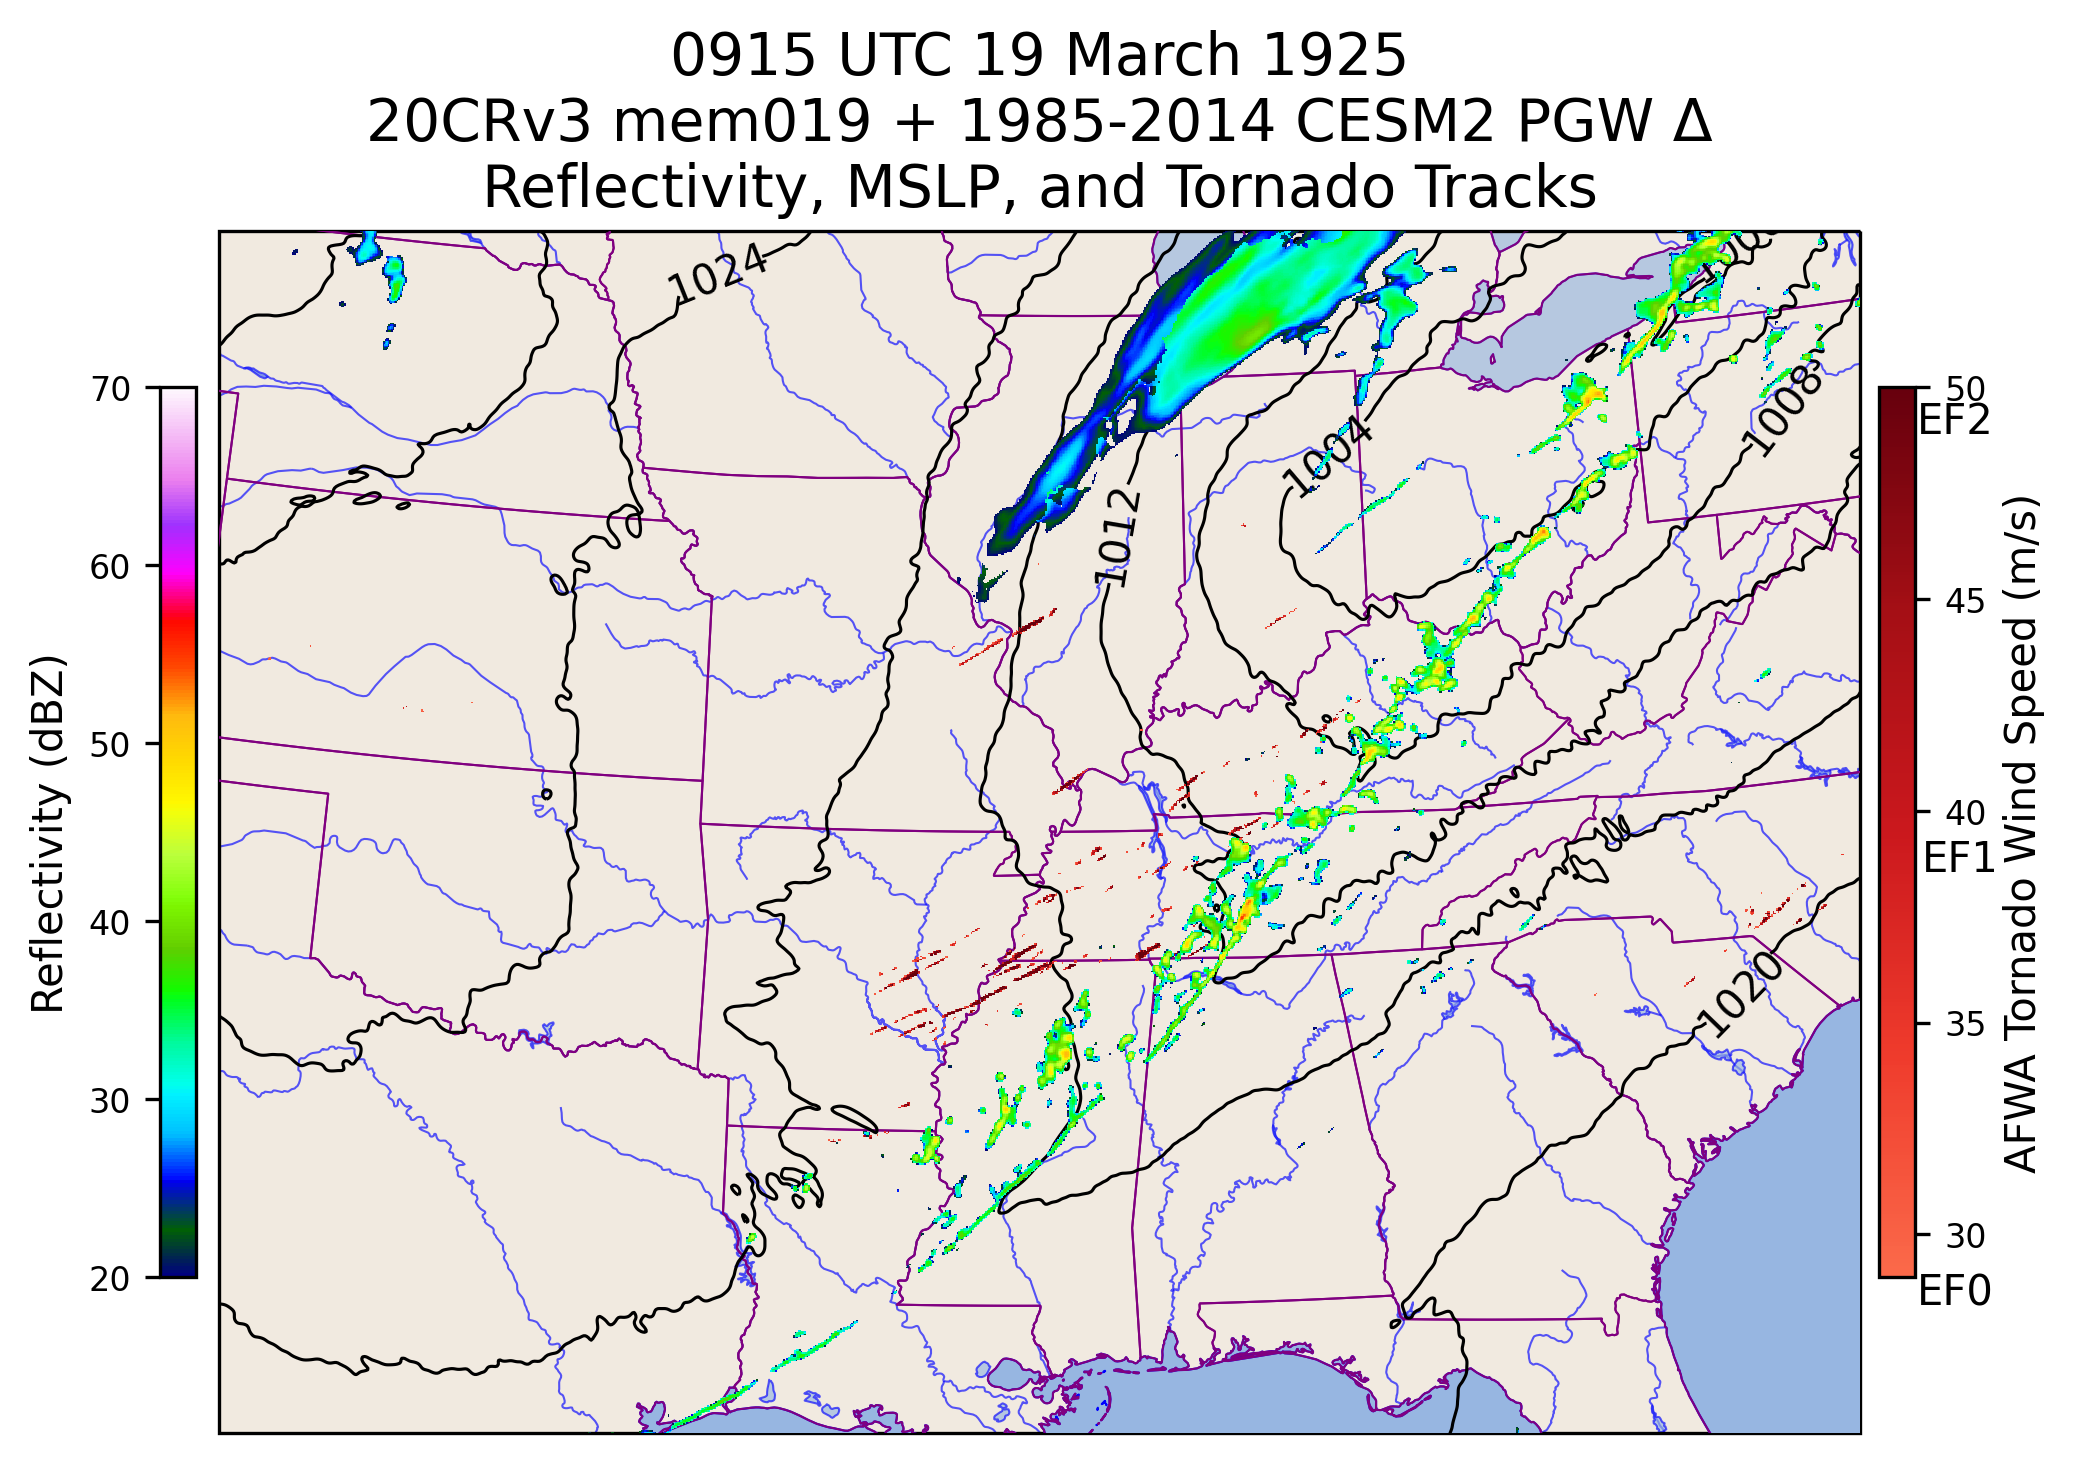 0915 UTC 19 March 1925
20CRv3 mem019 + 1985-2014 CESM2 PGW Δ
Reflectivity, MSLP, and Tornado Tracks
Reflectivity (dBZ)
70
60
50
40
30
20
1024
1008
1004
1012
1020
50
EF2
45
40
EF1
35
30
EF0
AFWA Tornado Wind Speed (m/s)